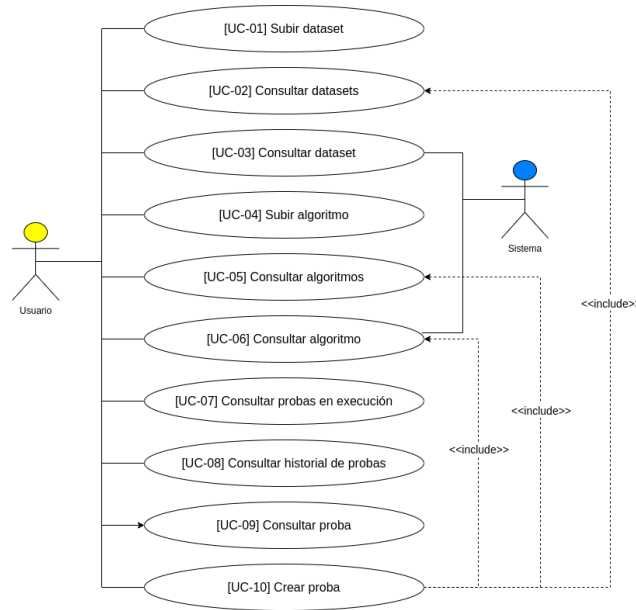 [UC-01] Subir dataset
[UC-02] Consultar datasets
[UC-03] Consultar dataset
[UC-04] Subir algoritmo
[UC-05] Consultar algoritmos
[UC-06] Consultar algoritmo
[UC-07] Consultar probas en execución
[UC-08] Consultar historial de probas
[UC-09] Consultar proba
[UC-10] Crear proba
Usuario
Sistema
<<include>
<<include>>
<<include>>